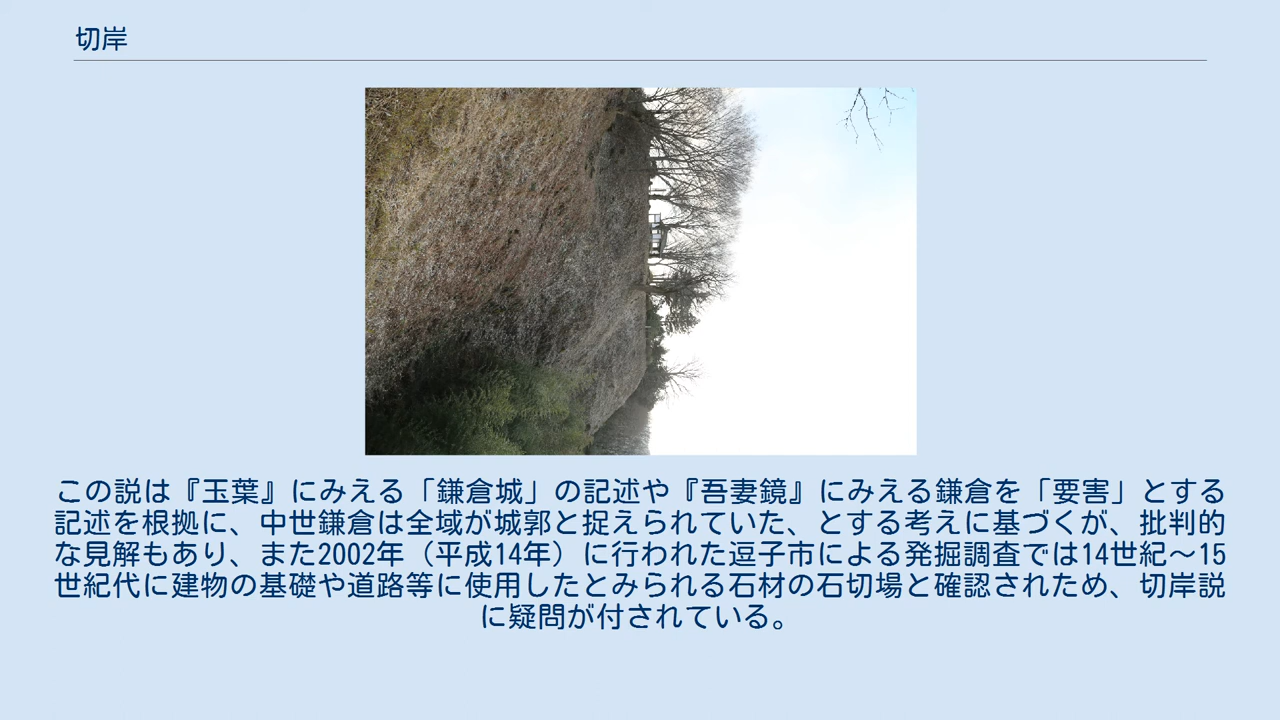 切岸
この説は『玉葉』にみえる「鎌倉城」の記述や『吾妻鏡』にみえる鎌倉を「要害」とする
記述を根拠に、中世鎌倉は全域が城郭と捉えられていた、とする考えに基づくが、批判的
な見解もあり、また2002年（平成14年）に行われた逗子市による発掘調査では14世紀〜15
世紀代に建物の基礎や道路等に使用したとみられる石材の石切場と確認されたため、切岸説
に疑問が付されている。